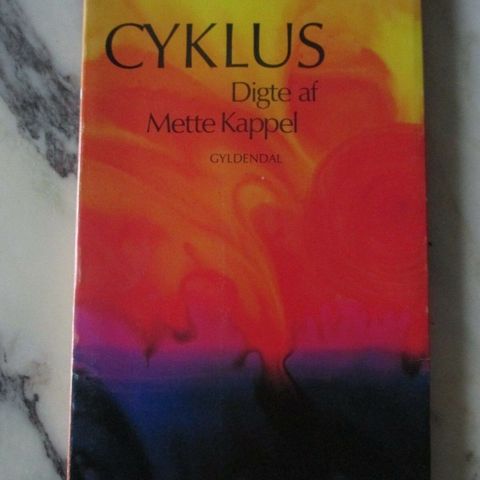 CYKLUS
Digte af
Mette Kappel
GYLDENDAL